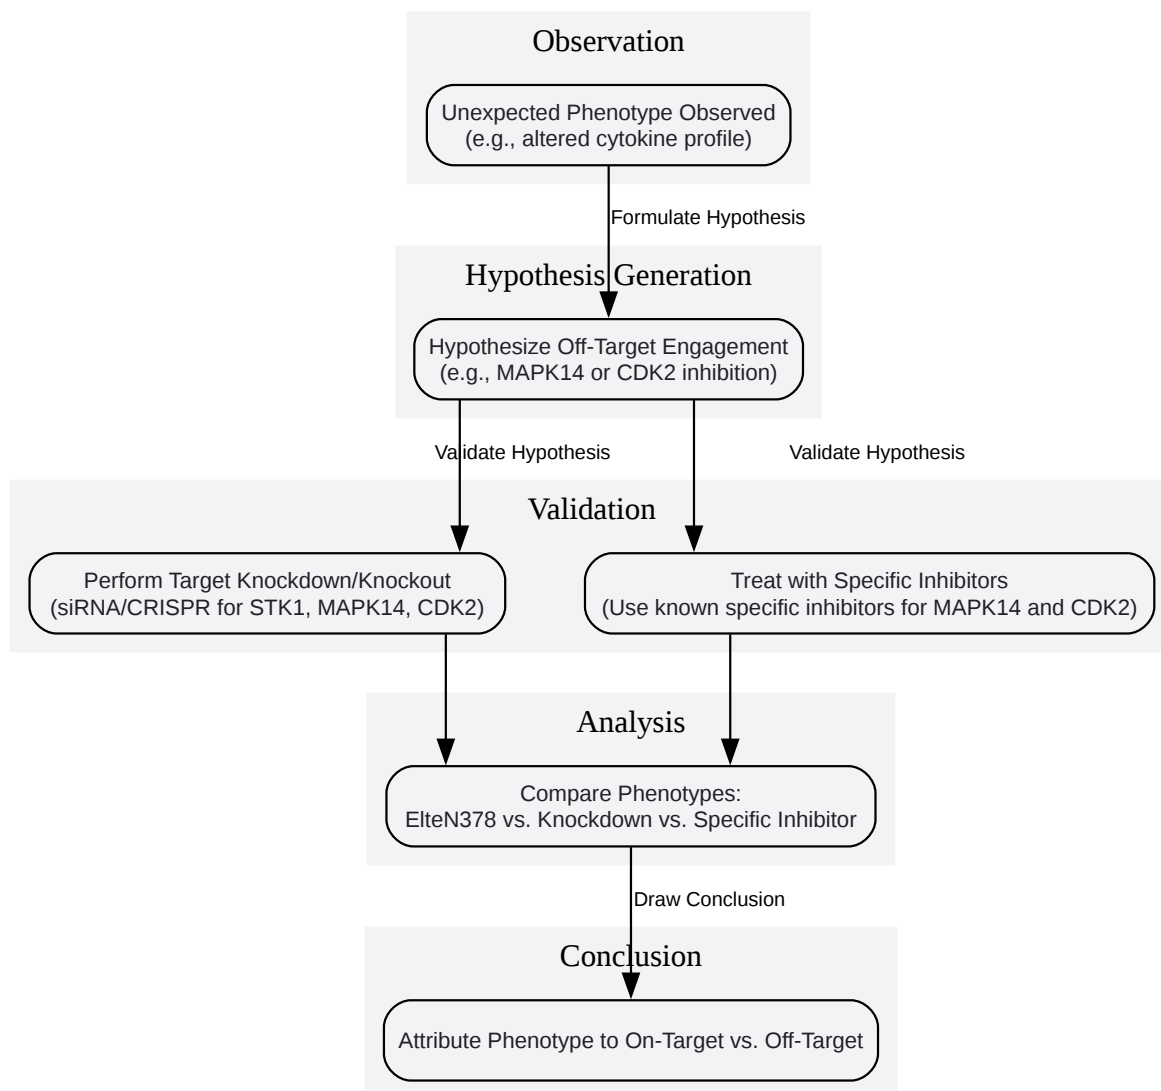 Observation
Unexpected Phenotype Observed
(e.g., altered cytokine profile)
Formulate Hypothesis
Hypothesis Generation
Hypothesize Off-Target Engagement
(e.g., MAPK14 or CDK2 inhibition)
Validate Hypothesis
Validate Hypothesis
Validation
Perform Target Knockdown/Knockout
(siRNA/CRISPR for STK1, MAPK14, CDK2)
Treat with Specific Inhibitors
(Use known specific inhibitors for MAPK14 and CDK2)
Analysis
Compare Phenotypes:
ElteN378 vs. Knockdown vs. Specific Inhibitor
Draw Conclusion
Conclusion
Attribute Phenotype to On-Target vs. Off-Target